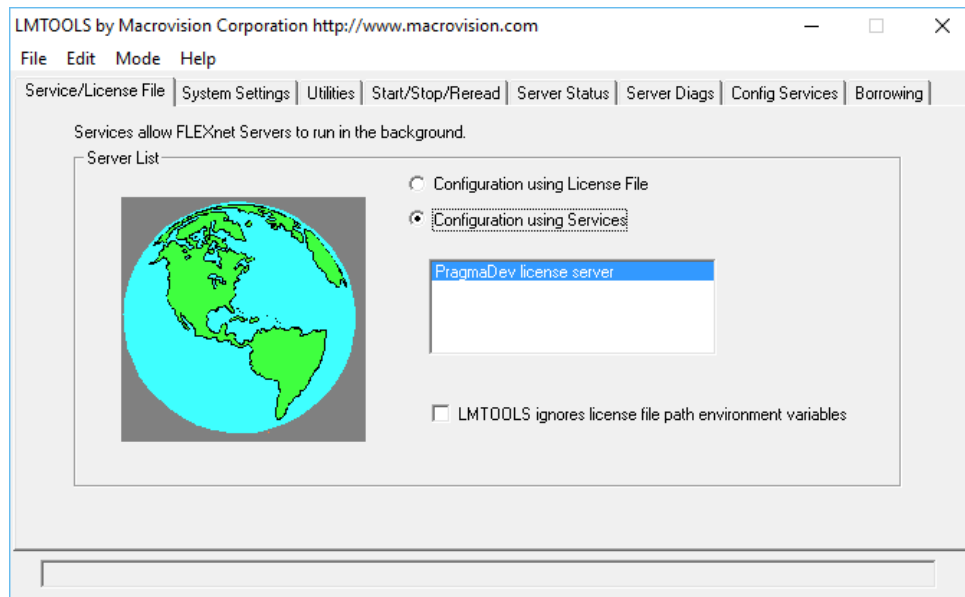 LMTOOLS by Macrovision Corporation http://www.macrovision.com
File Edit Mode Help
Service/License File System Settings Utilities Start/Stop/Reread Server Status Server Diags Config Services Borrowing
Services allow FLEXnet Servers to run in the background.
Server List
Configuration using License File
Configuration using Services
PragmaDev license server
LMTOOLS ignores license file path environment variables